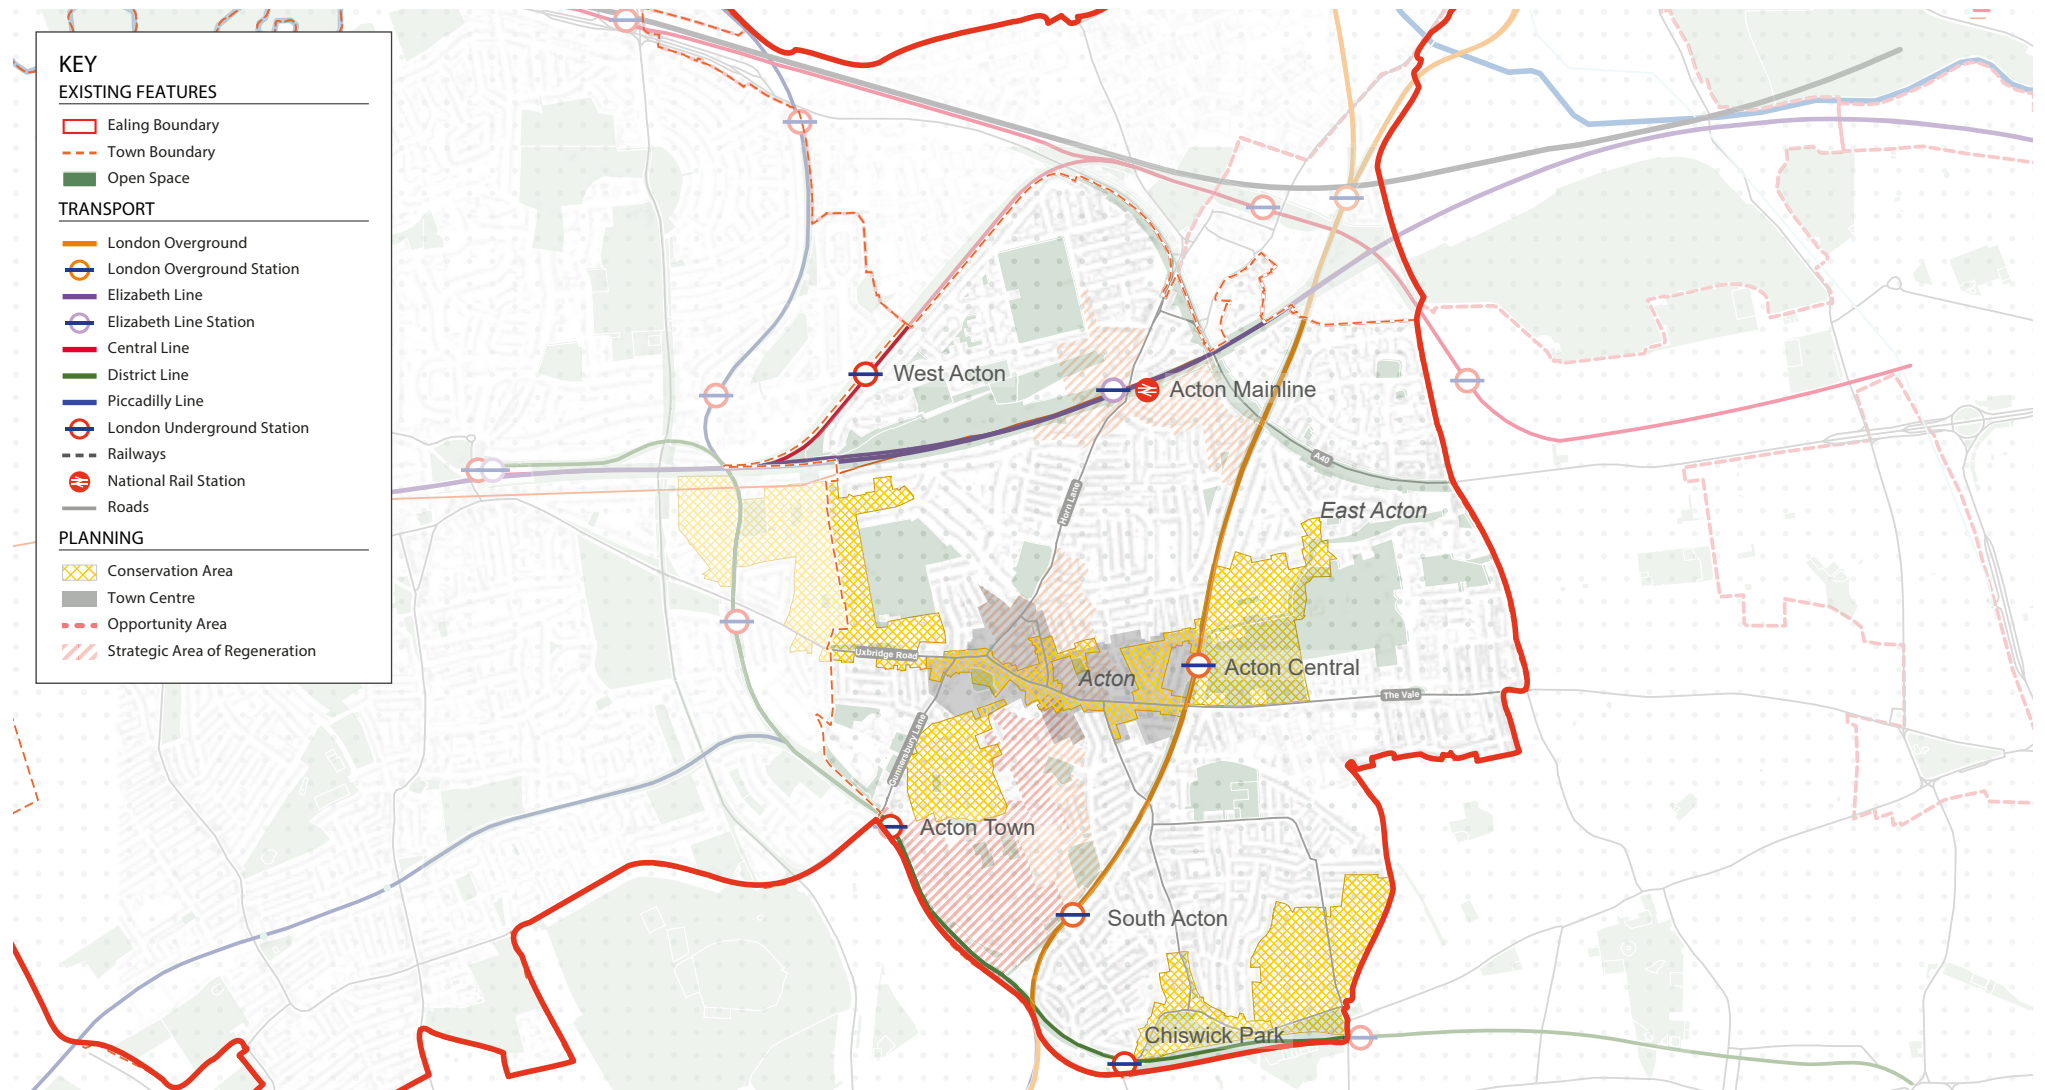 KEY
EXISTING FEATURES
Ealing Boundary
Town Boundary
Open Space
TRANSPORT
London Overground
London Overground Station
Elizabeth Line
Elizabeth Line Station
Central Line
District Line
Piccadilly Line
London Underground Station
Railways
National Rail Station
Roads
PLANNING
Conservation Area
Town Centre
Opportunity Area
Strategic Area of Regeneration
West Acton
Acton Mainline
A40
Horn Lane
East Acton
Uxbridge Road
Acton
Acton Central
The Vale
Gunnersbury Lane
Acton Town
South Acton
Chiswick Park